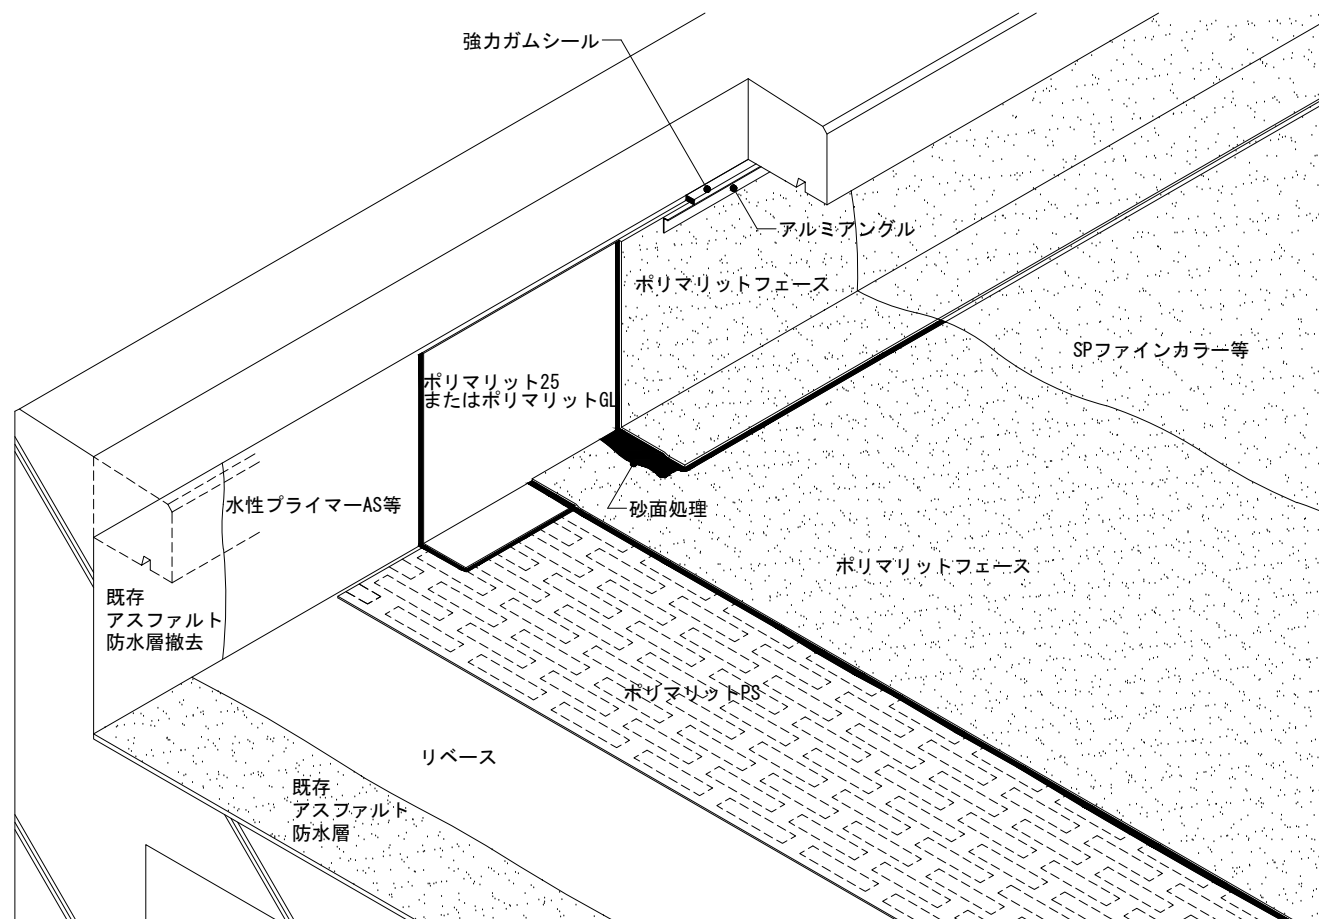 強力ガムシール
アルミアングル
ポリマリットフェース
SPファインカラー等
ポリマリット25
またはポリマリットGL
水性プライマーAS等
砂面処理
ポリマリットフェース
既存
アスファルト
防水層撤去
ポリマリットPS
リベース
既存
アスファルト
防水層